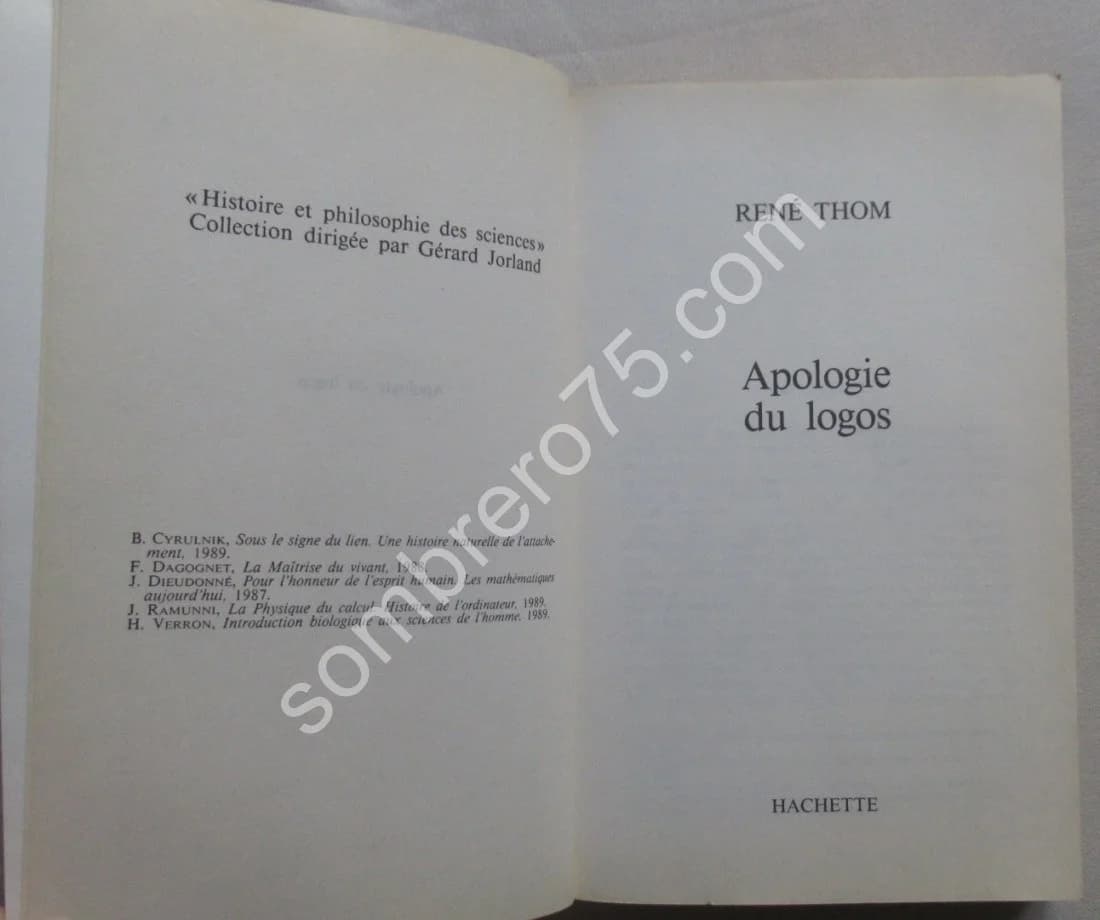 « Histoire et philosophie des sciences »
Collection dirigée par Gérard Jorland
B. CYRULNIK, Sous le signe du lien. Une histoire naturelle de l'attache-
ment, 1989.
F. DAGOGNET, La Maîtrise du vivant, 1988.
J. DIEUDONNÉ, Pour l'honneur de l'esprit humain. Les mathématiques
aujourd'hui, 1987.
J. RAMUNNI, La Physique du calcul. Histoire de l'ordinateur, 1989.
H. VERRON, Introduction biologique aux sciences de l'homme, 1989.
RENÉ THOM
Apologie
du logos
HACHETTE
sombrero75.com